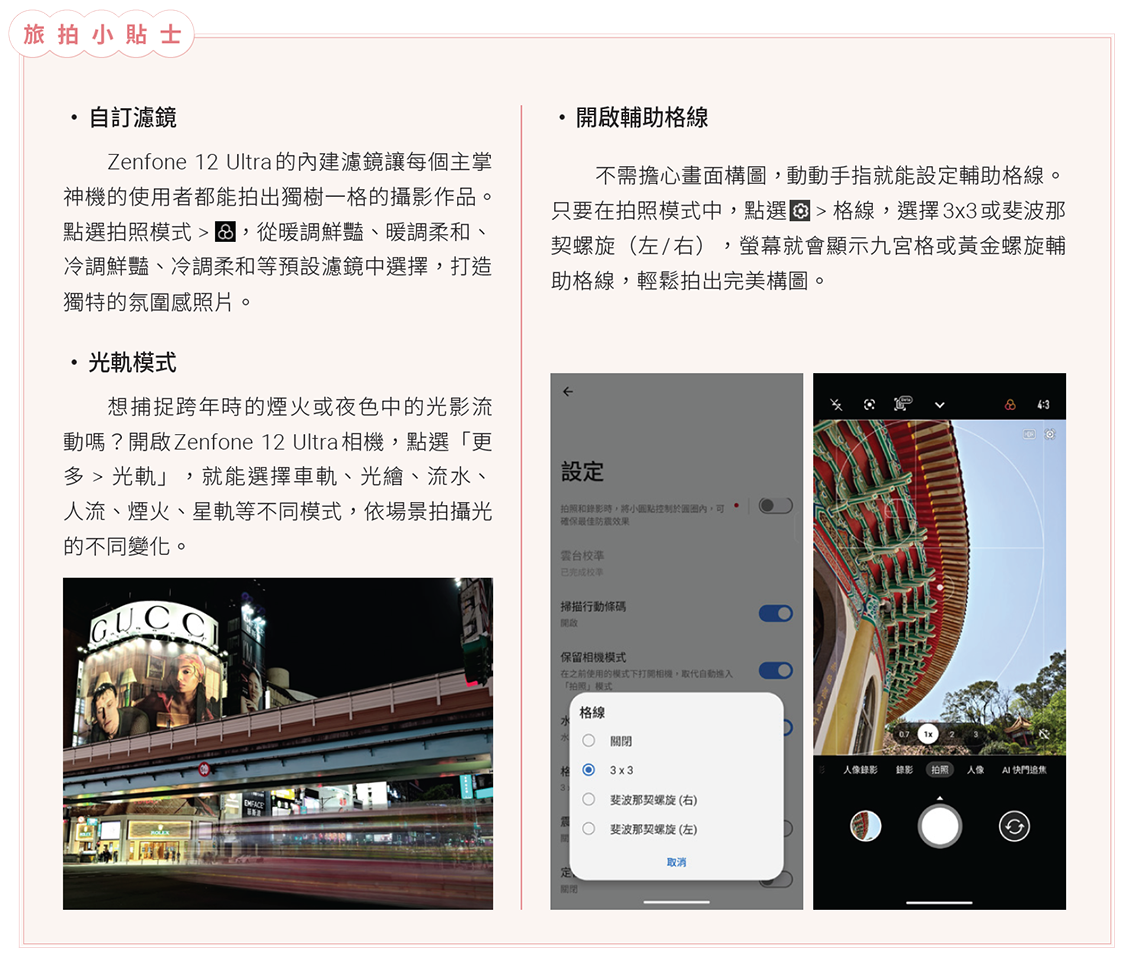 旅拍小貼士
・自訂濾鏡
Zenfone 12 Ultra的內建濾鏡讓每個主掌
神機的使用者都能拍出獨樹一格的攝影作品。
點選拍照模式 > ，從暖調鮮豔、暖調柔和、
冷調鮮豔、冷調柔和等預設濾鏡中選擇，打造
獨特的氛圍感照片。
・光軌模式
想捕捉跨年時的煙火或夜色中的光影流
動嗎？開啟Zenfone 12 Ultra相機，點選「更
多 > 光軌」，就能選擇車軌、光繪、流水、
人流、煙火、星軌等不同模式，依場景拍攝光
的不同變化。
GUCCI
EMFACE
ROLEX
・開啟輔助格線
不需擔心畫面構圖，動動手指就能設定輔助格線。
只要在拍照模式中，點選 > 格線，選擇3x3或斐波那
契螺旋（左/右），螢幕就會顯示九宮格或黃金螺旋輔
助格線，輕鬆拍出完美構圖。
設定
拍照和錄影時，將小圓點控制於圓圈內，可
確保最佳防震效果
雲台校準
已完成校準
掃描行動條碼
開啟
保留相機模式
在之前使用的模式下打開相機，取代自動進入
「拍照」模式
水
水
格
3
格線
關閉
3 x 3
斐波那契螺旋 (右)
斐波那契螺旋 (左)
取消
震
關
定
關閉
BETA
4:3
0.7
1x
2
3
人像錄影
錄影
拍照
人像
AI 快門追焦